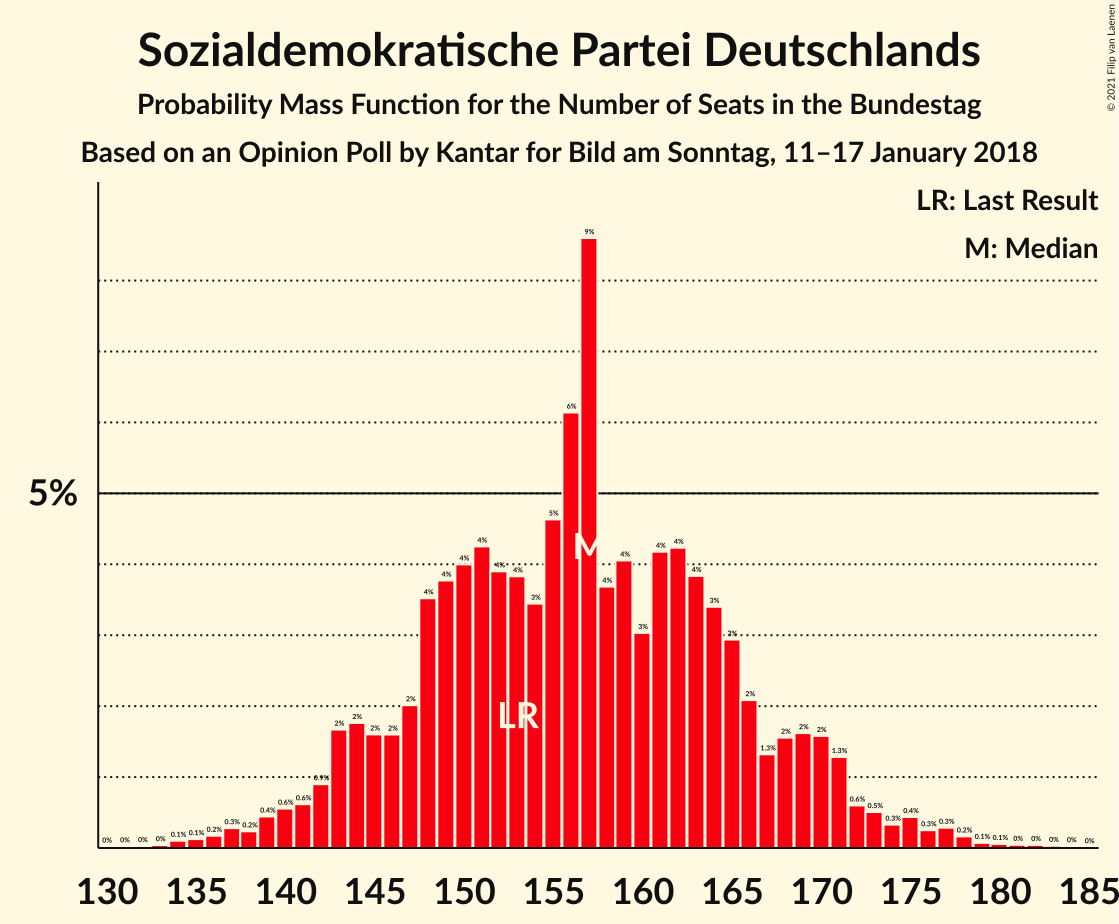 Sozialdemokratische Partei Deutschlands
Probability Mass Function for the Number of Seats in the Bundestag
Based on an Opinion Poll by Kantar for Bild am Sonntag, 11–17 January 2018
© 2021 Filip van Laenen
LR: Last Result
M: Median
5%
0% 0% 0% 0% 0.1% 0.1% 0.2% 0.3% 0.2% 0.4% 0.6% 0.6% 0.9% 2% 2% 2% 2% 2% 4% 4% 4% 4% 4% 4% 3% 5% 6% 9% 4% 4% 3% 4% 4% 4% 3% 3% 2% 1.3% 2% 2% 2% 1.3% 0.6% 0.5% 0.3% 0.4% 0.3% 0.3% 0.2% 0.1% 0.1% 0% 0% 0% 0% 0%
M
LR
130 135 140 145 150 155 160 165 170 175 180 185